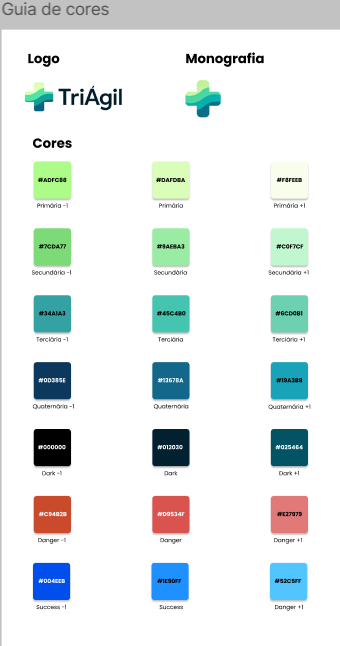 Guia de cores
Logo
Monografia
TriÁgil
Cores
#ADFC88
#DAFDBA
#F8FEEB
Primária -1
Primária
Primária +1
#7CDA77
#9AEBA3
#C0F7CF
Secundária -1
Secundária
Secundária +1
#34A1A3
#45C4B0
#6CD0B1
Terciária -1
Terciária
Terciária +1
#0D385E
#13678A
#19A3B8
Quaternária -1
Quaternária
Quaternária +1
#000000
#012030
#035464
Dark -1
Dark
Dark +1
#C94B2B
#D9534F
#E27979
Danger -1
Danger
Danger +1
#004EEB
#1E90FF
#52C5FF
Success -1
Success
Danger +1